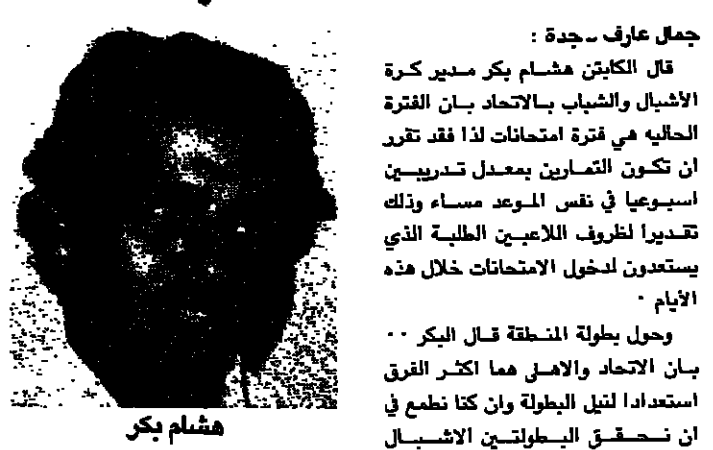 جمال عارف ــ جدة :
قال الكابتن هشام بكر مدير كرة
الأشبال والشباب بالاتحاد بان الفترة
الحاليه هي فترة امتحانات لذا فقد تقرر
ان تكون التمارين بمعدل تدريبين
اسبوعيا في نفس الموعد مساء وذلك
تقديرا لظروف اللاعبين الطلبة الذي
يستعدون لدخول الامتحانات خلال هذه
الأيام ٠
وحول بطولة المنطقة قال البكر ٠٠
بان الاتحاد والاهلى هما اكثر الفرق
استعدادا لنيل البطولة وان كنا نطمع في
ان نحقق البطولتين الاشبال
هشام بكر